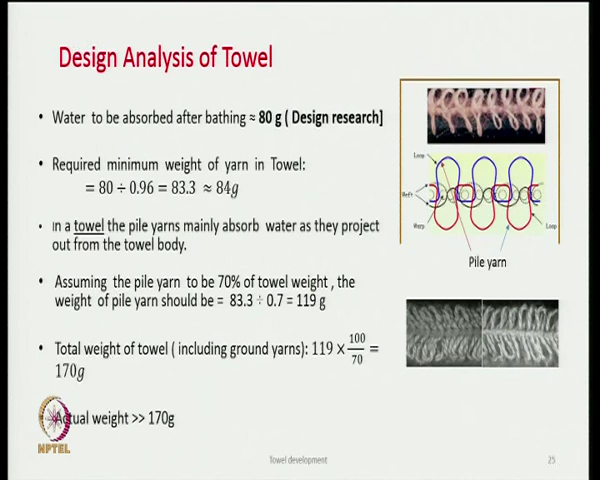 Design Analysis of Towel
• Water to be absorbed after bathing ≈ 80 g ( Design research]
• Required minimum weight of yarn in Towel:
= 80 ÷ 0.96 = 83.3 ≈ 84g
• In a towel the pile yarns mainly absorb water as they project
out from the towel body.
• Assuming the pile yarn to be 70% of towel weight , the
weight of pile yarn should be = 83.3 ÷ 0.7 = 119 g
• Total weight of towel ( including ground yarns): 119 × 100/70 =
170g
Actual weight >> 170g
Loop
Weft
Warp
Loop
Pile yarn
NPTEL
Towel development
25